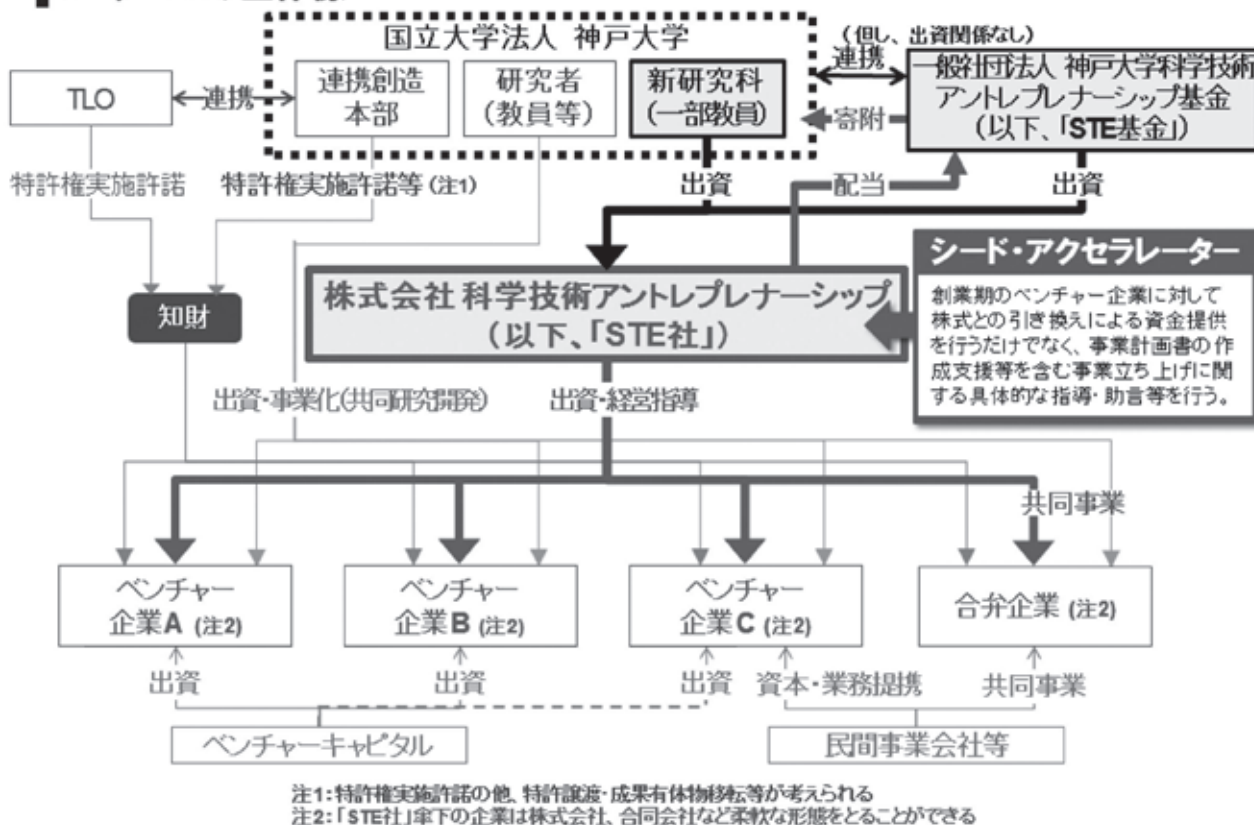 国立大学法人 神戸大学
TLO
連携
連携創造
本部
研究者
(教員等)
新研究科
(一部教員)
(但し、出資関係なし)
連携
寄附
一般社団法人 神戸大学科学技術
アントレプレナーシップ基金
(以下、「STE基金」)
特許権実施許諾
特許権実施許諾等 (注1)
出資
配当
出資
知財
株式会社 科学技術アントレプレナーシップ
(以下、「STE社」)
シード・アクセラレーター
創業期のベンチャー企業に対して
株式との引き換えによる資金提供
を行うだけでなく、事業計画書の作
成支援等を含む事業立ち上げに関
する具体的な指導・助言等を行う。
出資・事業化(共同研究開発)
出資・経営指導
共同事業
ベンチャー
企業A (注2)
ベンチャー
企業B (注2)
ベンチャー
企業C (注2)
合弁企業 (注2)
出資
出資
出資
資本・業務提携
共同事業
ベンチャーキャピタル
民間事業会社等
注1:特許権実施許諾の他、特許譲渡・成果有体物移転等が考えられる
注2:「STE社」傘下の企業は株式会社、合同会社など柔軟な形態をとることができる